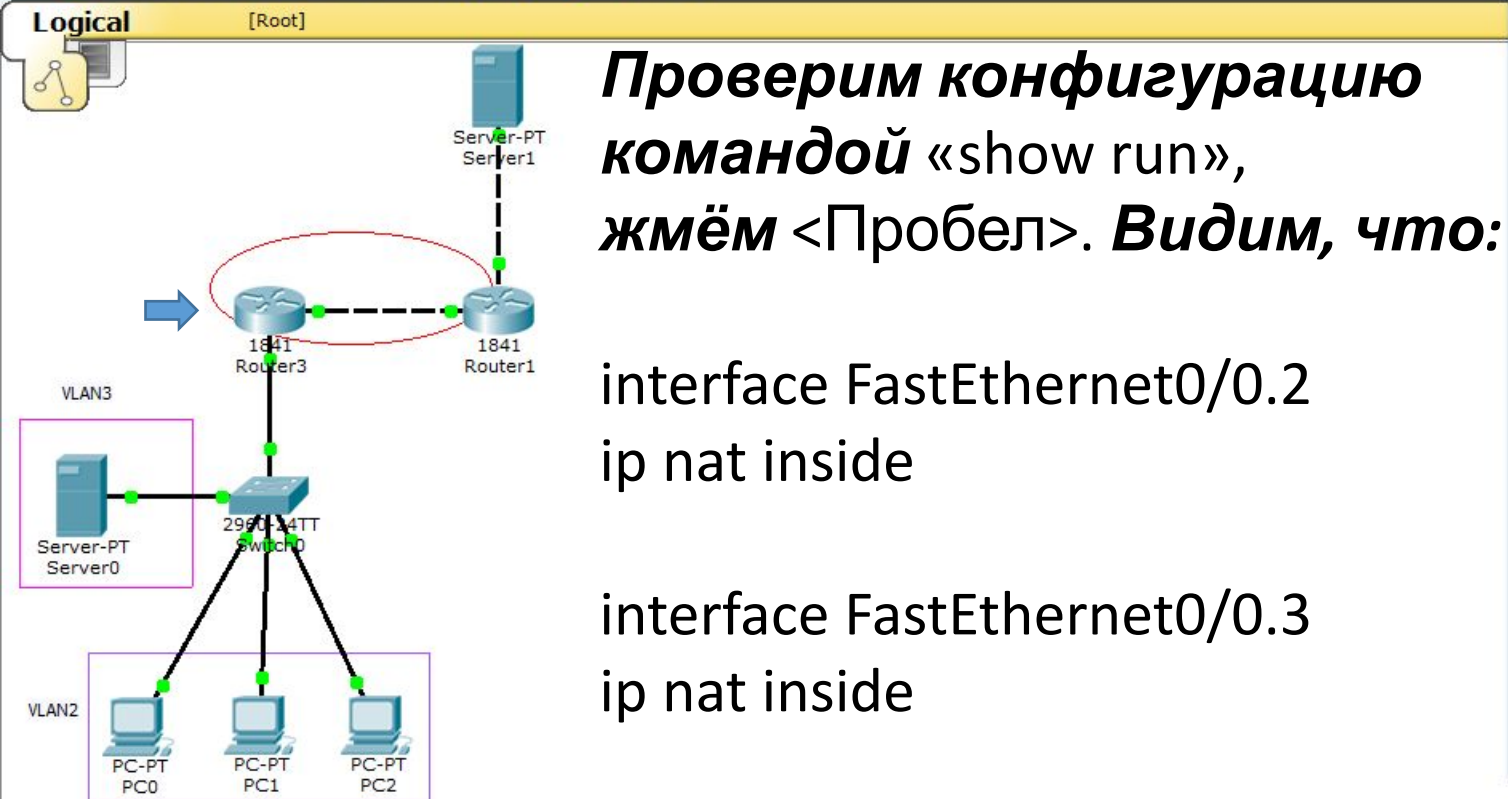 Logical
[Root]
Server-PT
Server1
1841
Router3
1841
Router1
VLAN3
Server-PT
Server0
2960-24TT
Switch0
VLAN2
PC-PT
PC0
PC-PT
PC1
PC-PT
PC2
Проверим конфигурацию
командой «show run»,
жмём <Пробел>. Видим, что:
interface FastEthernet0/0.2
ip nat inside
interface FastEthernet0/0.3
ip nat inside